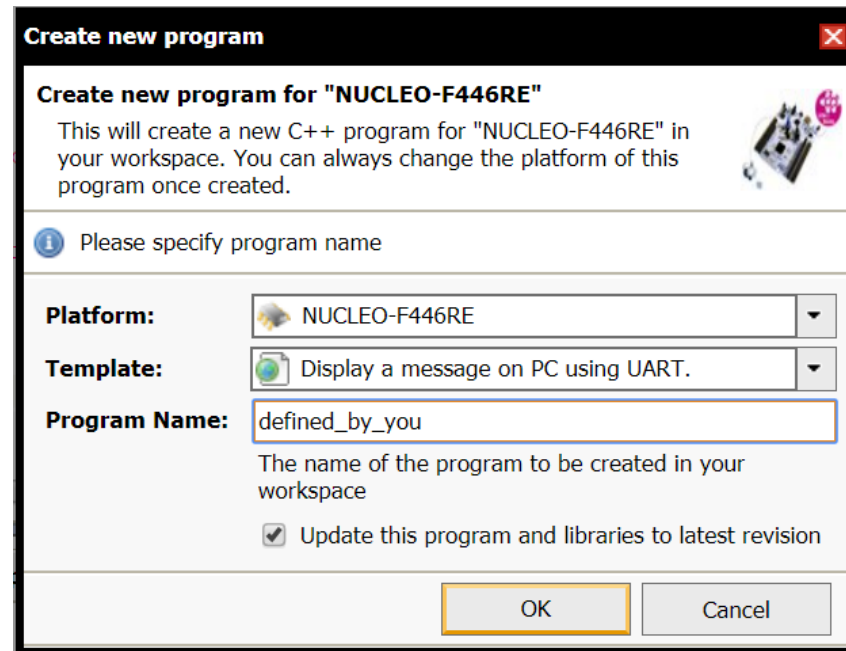 Create new program
Create new program for "NUCLEO-F446RE"
This will create a new C++ program for "NUCLEO-F446RE" in
your workspace. You can always change the platform of this
program once created.
Please specify program name
Platform:
NUCLEO-F446RE
Template:
Display a message on PC using UART.
Program Name:
defined_by_you
The name of the program to be created in your
workspace
Update this program and libraries to latest revision
OK
Cancel